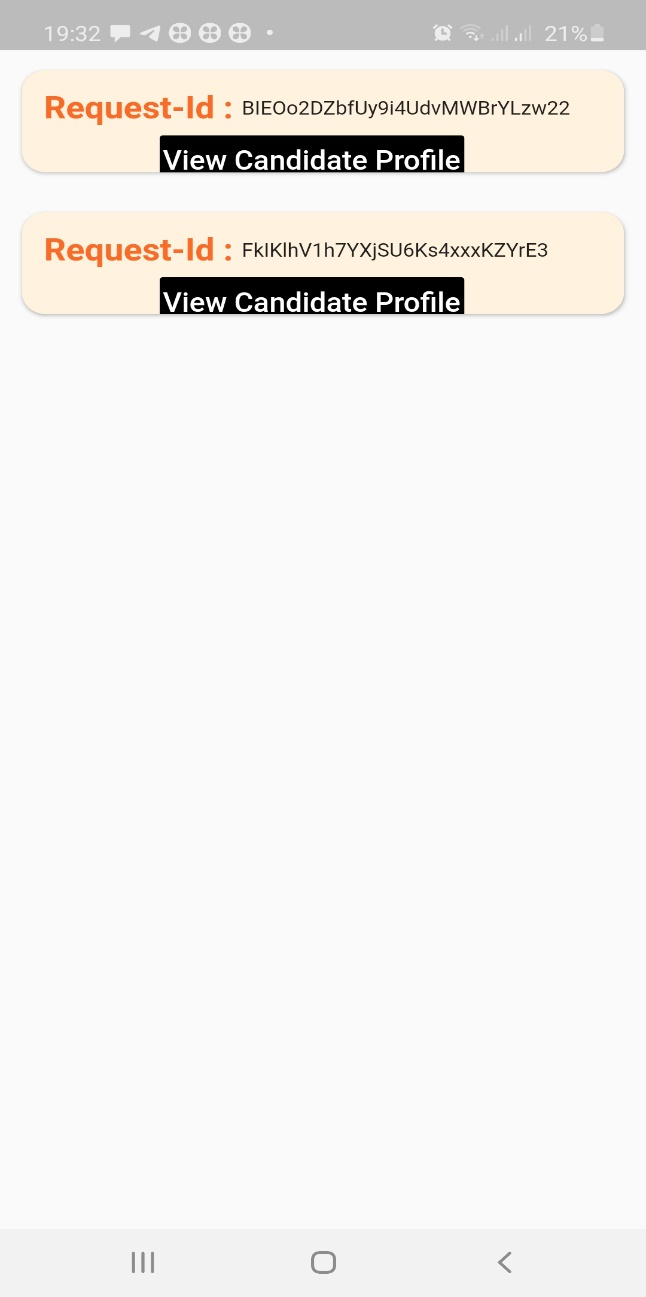 19:32 21%
Request-Id : BIEOo2DZbfUy9i4UdvMWBrYLzw22
View Candidate Profile
Request-Id : FkIKlhV1h7YXjSU6Ks4xxxKZYrE3
View Candidate Profile